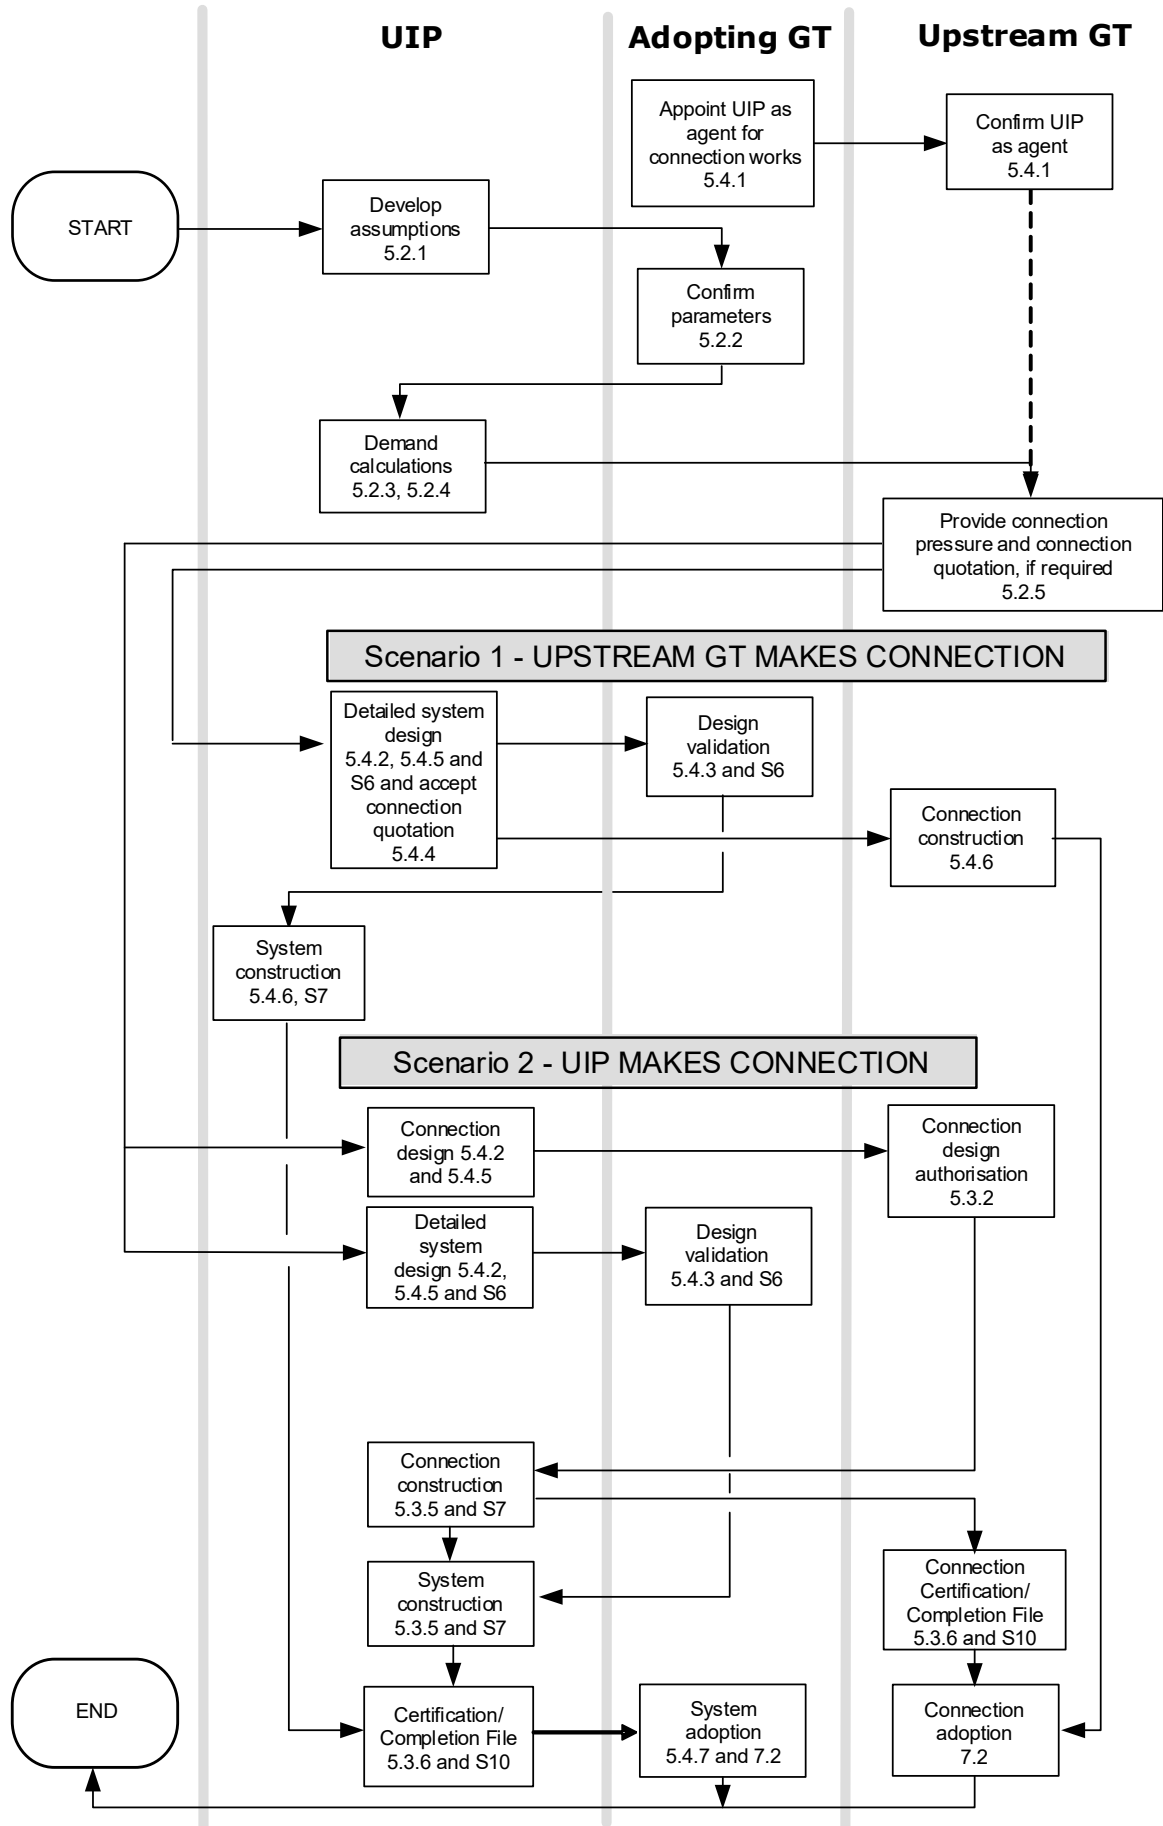 UIP
Adopting GT
Upstream GT
Appoint UIP as
agent for
connection works
5.4.1
Confirm UIP
as agent
5.4.1
START
Develop
assumptions
5.2.1
Confirm
parameters
5.2.2
Demand
calculations
5.2.3, 5.2.4
Provide connection
pressure and connection
quotation, if required
5.2.5
Scenario 1 - UPSTREAM GT MAKES CONNECTION
Detailed system
design
5.4.2, 5.4.5 and
S6 and accept
connection
quotation
5.4.4
Design
validation
5.4.3 and S6
Connection
construction
5.4.6
System
construction
5.4.6, S7
Scenario 2 - UIP MAKES CONNECTION
Connection
design 5.4.2
and 5.4.5
Connection
design
authorisation
5.3.2
Detailed
system
design 5.4.2,
5.4.5 and S6
Design
validation
5.4.3 and S6
Connection
construction
5.3.5 and S7
System
construction
5.3.5 and S7
Connection
Certification/
Completion File
5.3.6 and S10
END
Certification/
Completion File
5.3.6 and S10
System
adoption
5.4.7 and 7.2
Connection
adoption
7.2